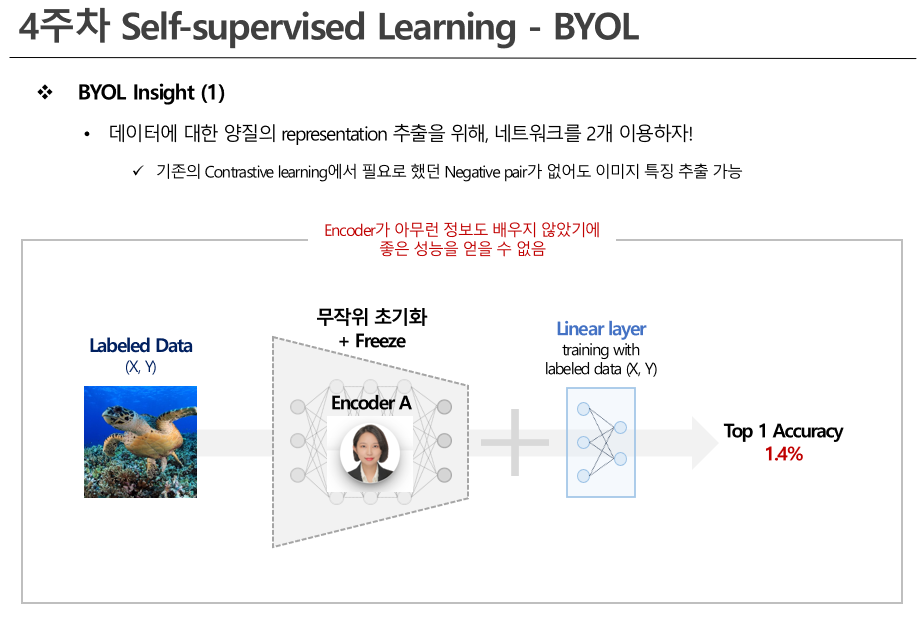 4주차 Self-supervised Learning - BYOL
❖ BYOL Insight (1)
• 데이터에 대한 양질의 representation 추출을 위해, 네트워크를 2개 이용하자!
✓ 기존의 Contrastive learning에서 필요로 했던 Negative pair가 없어도 이미지 특징 추출 가능
Encoder가 아무런 정보도 배우지 않았기에
좋은 성능을 얻을 수 없음
무작위 초기화
+ Freeze
Labeled Data
(X, Y)
Encoder A
Linear layer
training with
labeled data (X, Y)
Top 1 Accuracy
1.4%